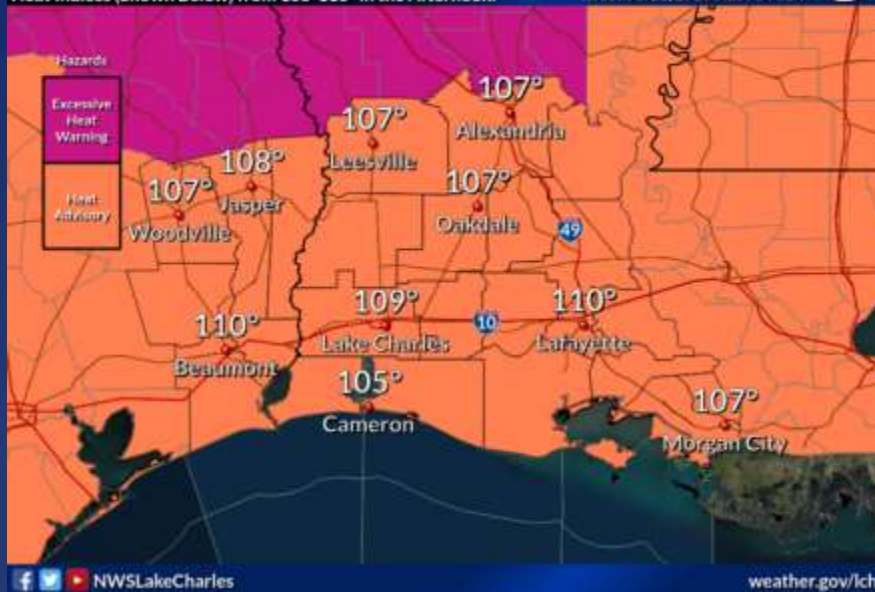 Hazards
Excessive
Heat
Warning
Heat
Advisory
107°
Alexandria
107°
Leesville
108°
Jasper
107°
Woodville
107°
Oakdale
49
110°
Beaumont
109°
Lake Charles
10
110°
Lafayette
105°
Cameron
107°
Morgan City
NWSLakeCharles
weather.gov/lch